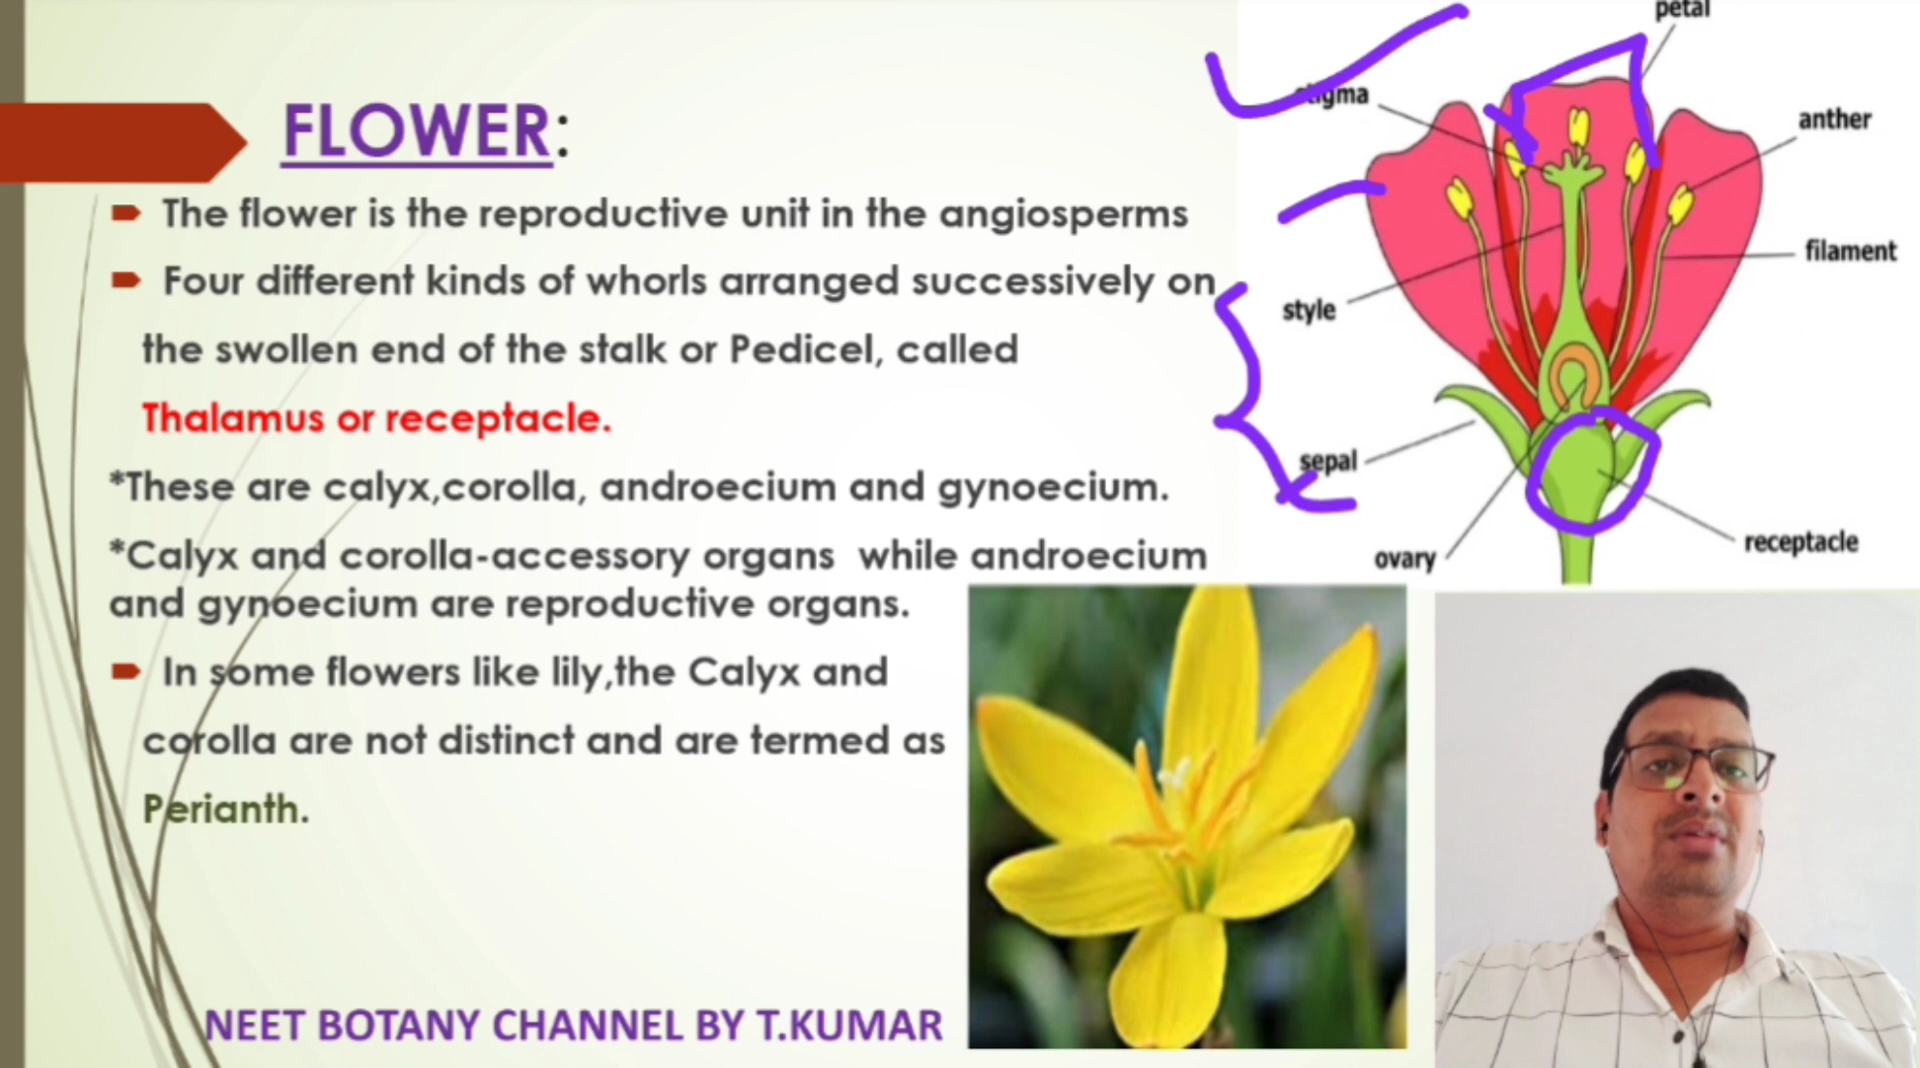 FLOWER:
The flower is the reproductive unit in the angiosperms
Four different kinds of whorls arranged successively on
the swollen end of the stalk or Pedicel, called
Thalamus or receptacle.
*These are calyx,corolla, androecium and gynoecium.
*Calyx and corolla-accessory organs while androecium
and gynoecium are reproductive organs.
In some flowers like lily,the Calyx and
corolla are not distinct and are termed as
Perianth.
NEET BOTANY CHANNEL BY T.KUMAR
petal
stigma
anther
filament
style
sepal
ovary
receptacle